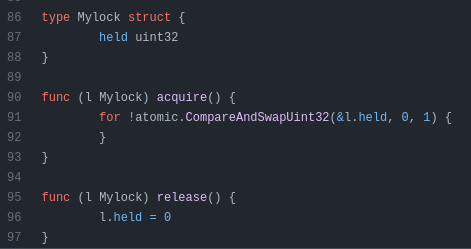 86 type Mylock struct {
87         held uint32
88 }
89
90 func (l Mylock) acquire() {
91         for !atomic.CompareAndSwapUint32(&l.held, 0, 1) {
92         }
93 }
94
95 func (l Mylock) release() {
96         l.held = 0
97 }